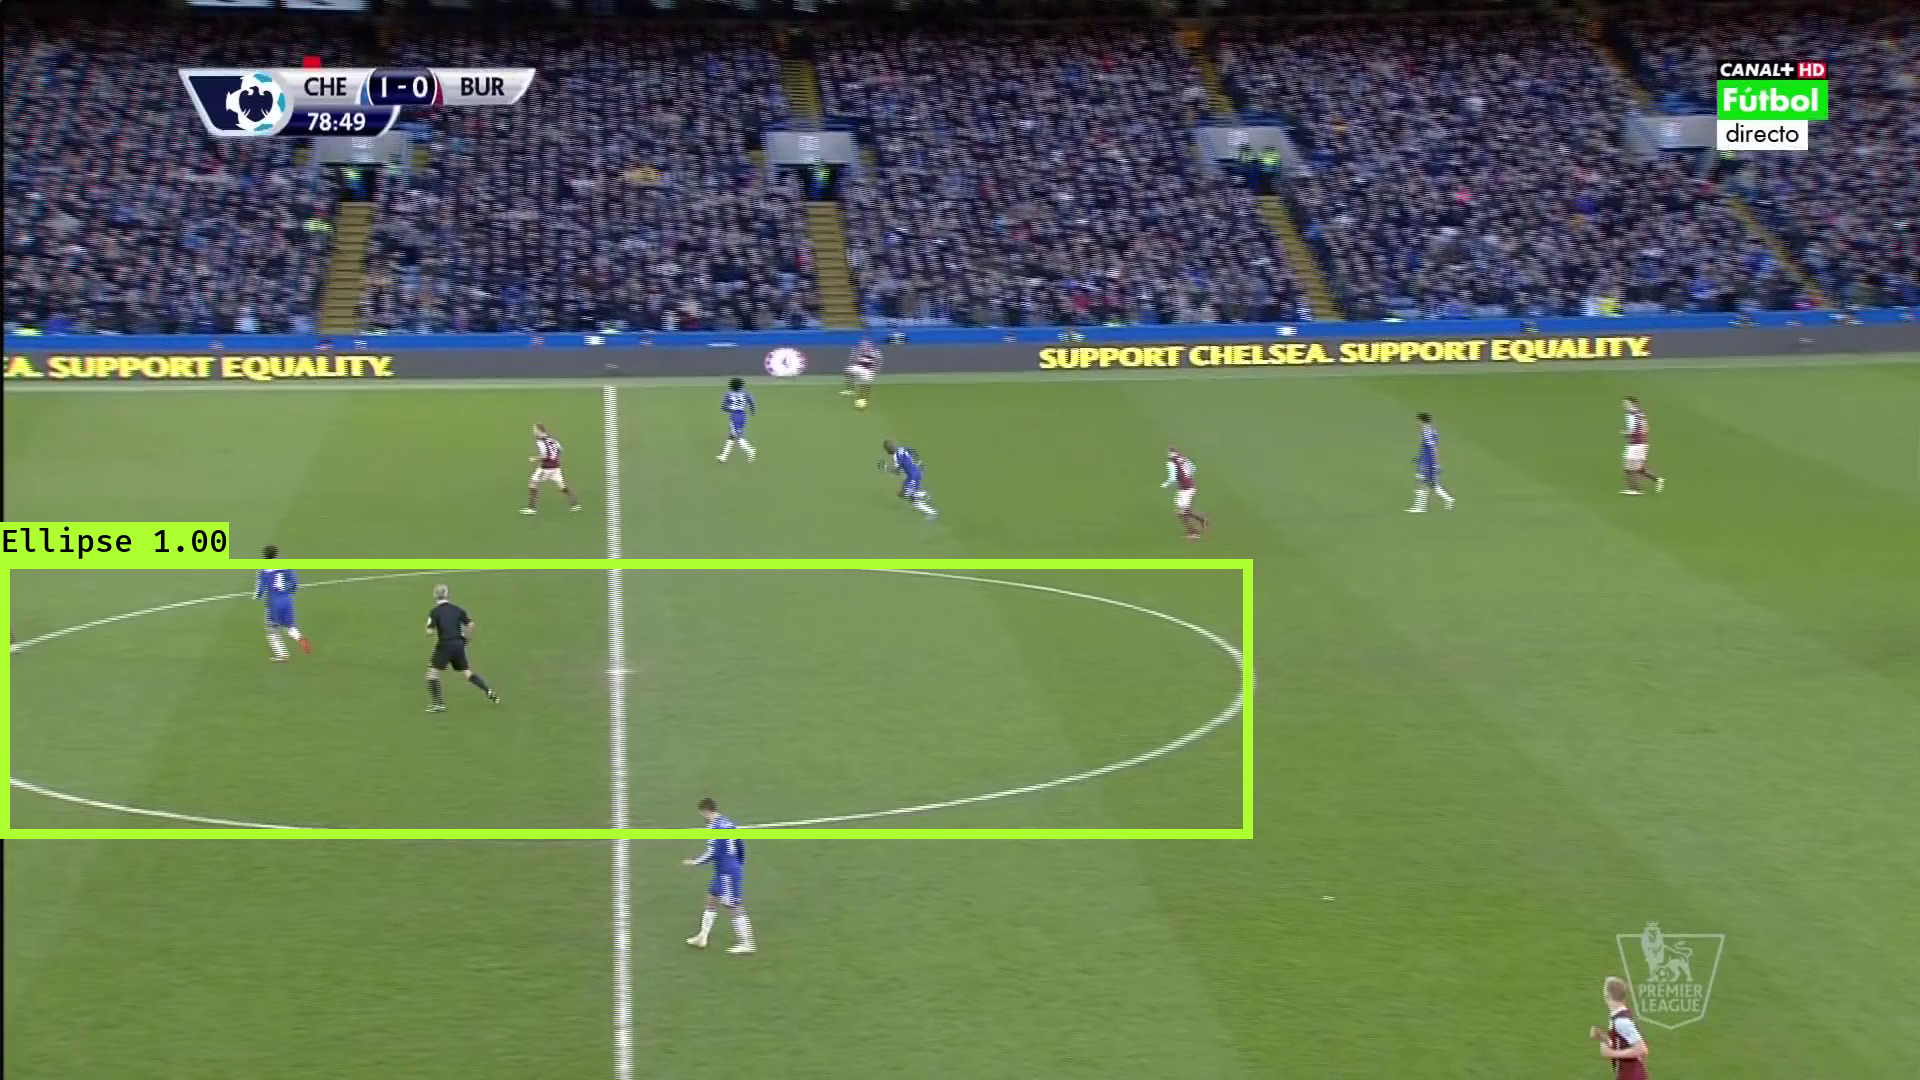 CHE 1-0 BUR
78:49
CANAL+ HD
Fútbol
directo
A. SUPPORT EQUALITY.
SUPPORT CHELSEA. SUPPORT EQUALITY.
Ellipse 1.00
PREMIER
LEAGUE